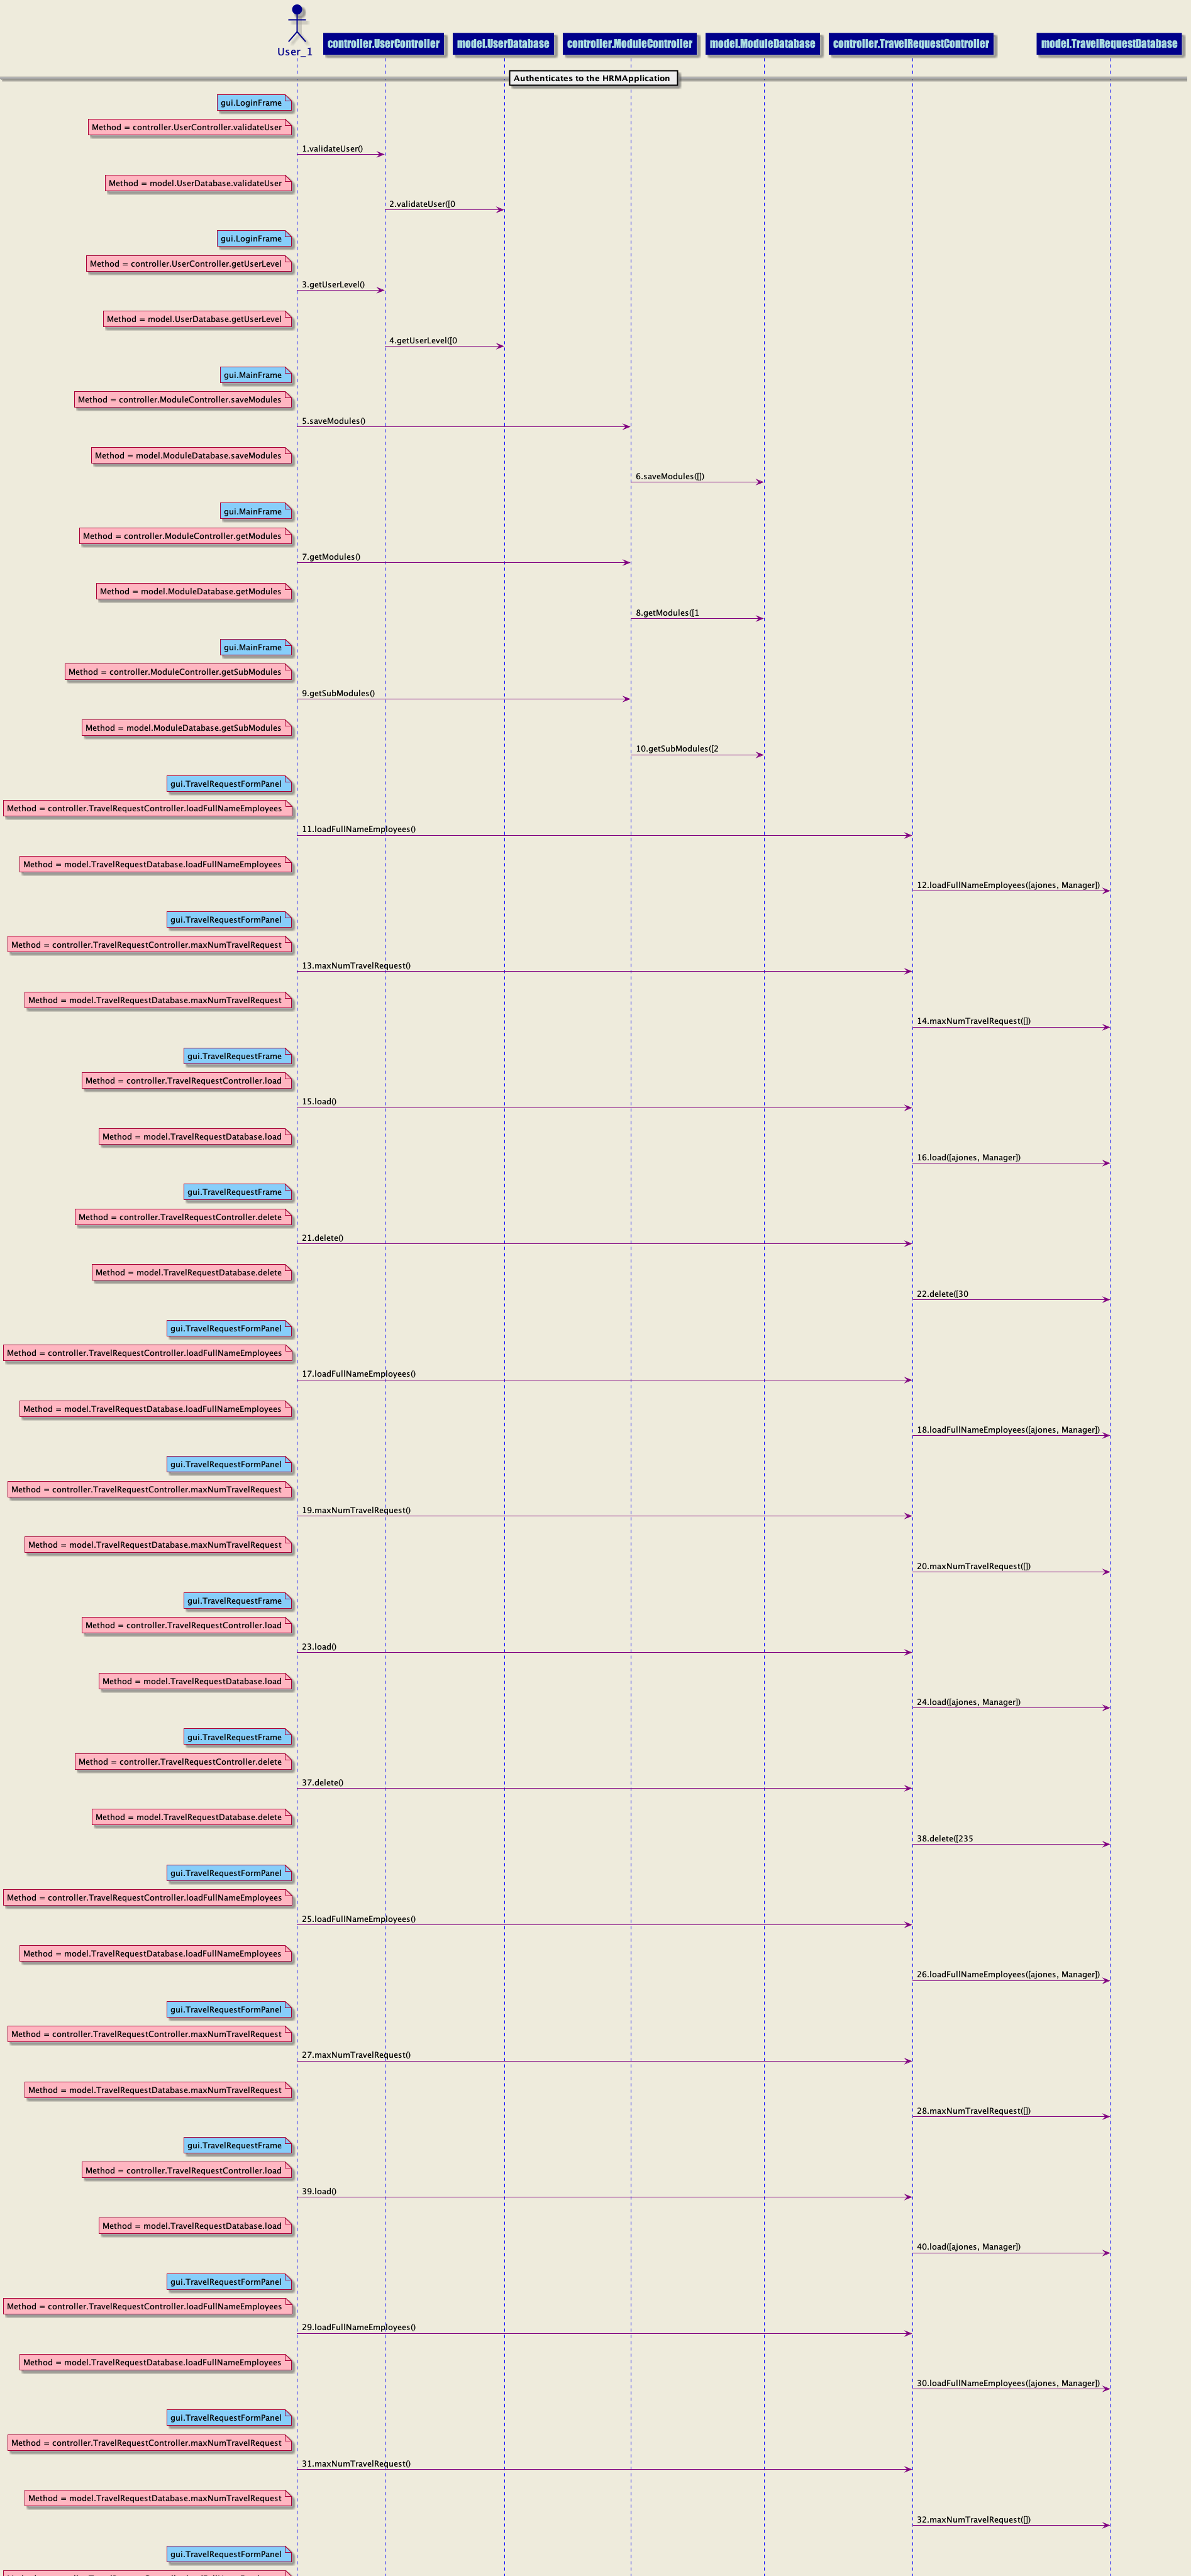 User_1
controller.UserController
model.UserDatabase
controller.ModuleController
model.ModuleDatabase
controller.TravelRequestController
model.TravelRequestDatabase
Authenticates to the HRMApplication
gui.LoginFrame
Method = controller.UserController.validateUser
1.validateUser()
Method = model.UserDatabase.validateUser
2.validateUser([0
gui.LoginFrame
Method = controller.UserController.getUserLevel
3.getUserLevel()
Method = model.UserDatabase.getUserLevel
4.getUserLevel([0
gui.MainFrame
Method = controller.ModuleController.saveModules
5.saveModules()
Method = model.ModuleDatabase.saveModules
6.saveModules([])
gui.MainFrame
Method = controller.ModuleController.getModules
7.getModules()
Method = model.ModuleDatabase.getModules
8.getModules([1
gui.MainFrame
Method = controller.ModuleController.getSubModules
9.getSubModules()
Method = model.ModuleDatabase.getSubModules
10.getSubModules([2
gui.TravelRequestFormPanel
Method = controller.TravelRequestController.loadFullNameEmployees
11.loadFullNameEmployees()
Method = model.TravelRequestDatabase.loadFullNameEmployees
12.loadFullNameEmployees([ajones, Manager])
gui.TravelRequestFormPanel
Method = controller.TravelRequestController.maxNumTravelRequest
13.maxNumTravelRequest()
Method = model.TravelRequestDatabase.maxNumTravelRequest
14.maxNumTravelRequest([])
gui.TravelRequestFrame
Method = controller.TravelRequestController.load
15.load()
Method = model.TravelRequestDatabase.load
16.load([ajones, Manager])
gui.TravelRequestFrame
Method = controller.TravelRequestController.delete
21.delete()
Method = model.TravelRequestDatabase.delete
22.delete([30
gui.TravelRequestFormPanel
Method = controller.TravelRequestController.loadFullNameEmployees
17.loadFullNameEmployees()
Method = model.TravelRequestDatabase.loadFullNameEmployees
18.loadFullNameEmployees([ajones, Manager])
gui.TravelRequestFormPanel
Method = controller.TravelRequestController.maxNumTravelRequest
19.maxNumTravelRequest()
Method = model.TravelRequestDatabase.maxNumTravelRequest
20.maxNumTravelRequest([])
gui.TravelRequestFrame
Method = controller.TravelRequestController.load
23.load()
Method = model.TravelRequestDatabase.load
24.load([ajones, Manager])
gui.TravelRequestFrame
Method = controller.TravelRequestController.delete
37.delete()
Method = model.TravelRequestDatabase.delete
38.delete([235
gui.TravelRequestFormPanel
Method = controller.TravelRequestController.loadFullNameEmployees
25.loadFullNameEmployees()
Method = model.TravelRequestDatabase.loadFullNameEmployees
26.loadFullNameEmployees([ajones, Manager])
gui.TravelRequestFormPanel
Method = controller.TravelRequestController.maxNumTravelRequest
27.maxNumTravelRequest()
Method = model.TravelRequestDatabase.maxNumTravelRequest
28.maxNumTravelRequest([])
gui.TravelRequestFrame
Method = controller.TravelRequestController.load
39.load()
Method = model.TravelRequestDatabase.load
40.load([ajones, Manager])
gui.TravelRequestFormPanel
Method = controller.TravelRequestController.loadFullNameEmployees
29.loadFullNameEmployees()
Method = model.TravelRequestDatabase.loadFullNameEmployees
30.loadFullNameEmployees([ajones, Manager])
gui.TravelRequestFormPanel
Method = controller.TravelRequestController.maxNumTravelRequest
31.maxNumTravelRequest()
Method = model.TravelRequestDatabase.maxNumTravelRequest
32.maxNumTravelRequest([])
gui.TravelRequestFormPanel